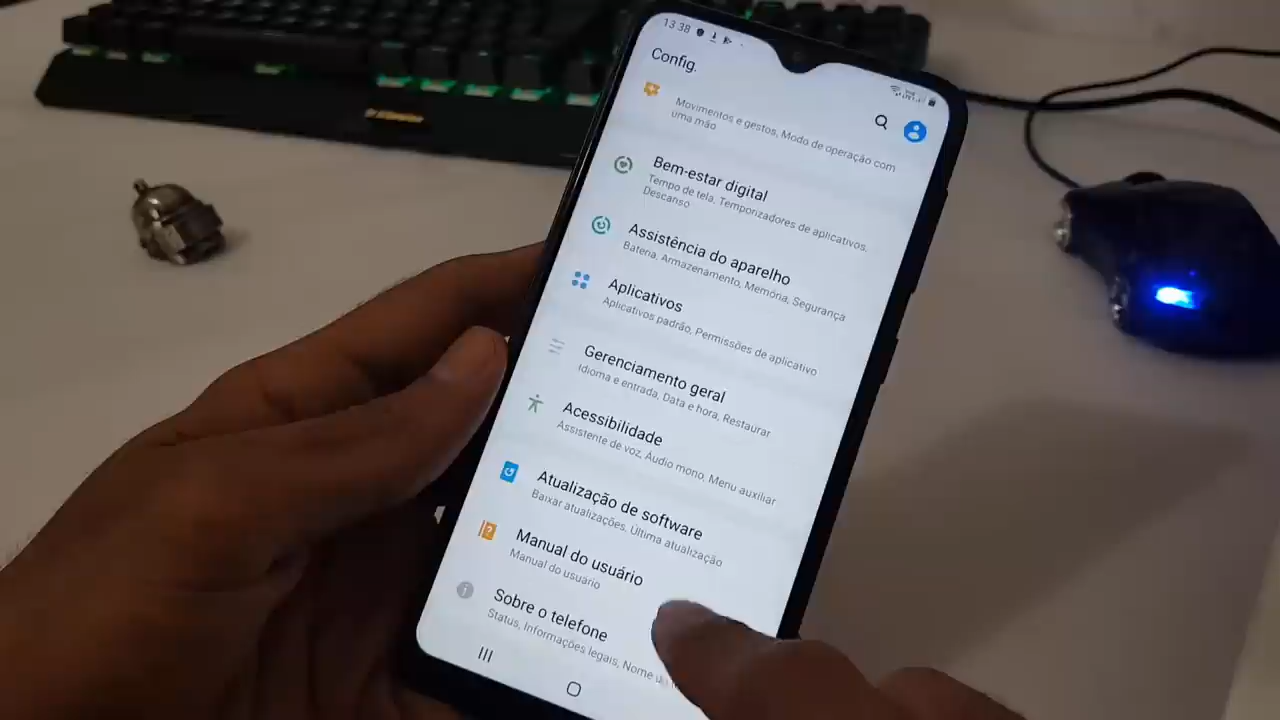 13:38
Config.
Movimentos e gestos, Modo de operação com
uma mão
Bem-estar digital
Tempo de tela, Temporizadores de aplicativos,
Descanso
Assistência do aparelho
Bateria, Armazenamento, Memória, Segurança
Aplicativos
Aplicativos padrão, Permissões de aplicativo
Gerenciamento geral
Idioma e entrada, Data e hora, Restaurar
Acessibilidade
Assistente de voz, Áudio mono, Menu auxiliar
Atualização de software
Baixar atualizações, Última atualização
Manual do usuário
Manual do usuario
Sobre o telefone
Status, Informações legais, Nome